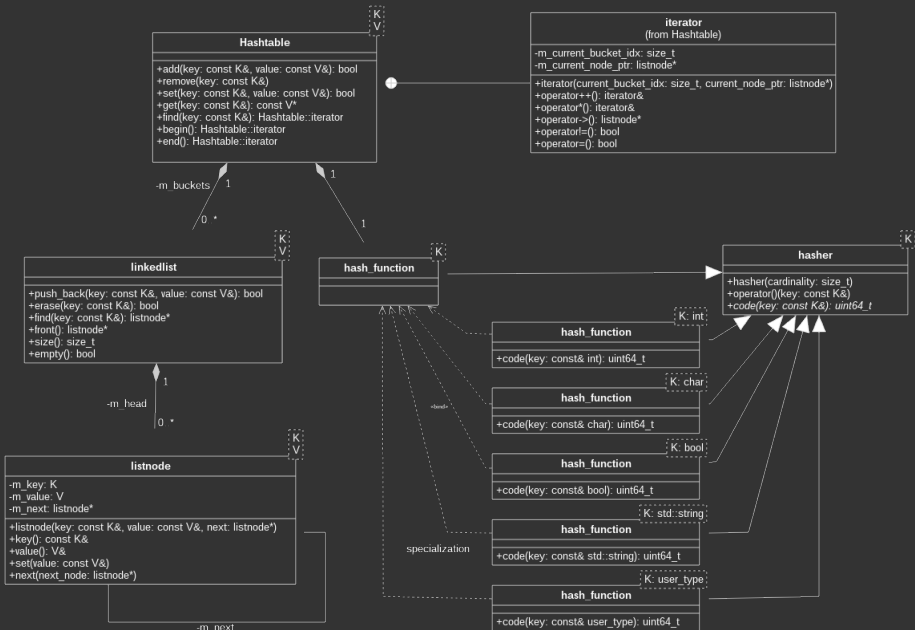 K
V
Hashtable
+add(key: const K&, value: const V&): bool
+remove(key: const K&)
+set(key: const K&, value: const V&): bool
+get(key: const K&): const V*
+find(key: const K&): Hashtable::iterator
+begin(): Hashtable::iterator
+end(): Hashtable::iterator
iterator
(from Hashtable)
-m_current_bucket_idx: size_t
-m_current_node_ptr: listnode*
+iterator(current_bucket_idx: size_t, current_node_ptr: listnode*)
+operator++(): iterator&
+operator*(): iterator&
+operator->(): listnode*
+operator!=(): bool
+operator=(): bool
-m_buckets
1
0 *
1
1
K
V
linkedlist
+push_back(key: const K&, value: const V&): bool
+erase(key: const K&): bool
+find(key: const K&): listnode*
+front(): listnode*
+size(): size_t
+empty(): bool
K
hash_function
K
hasher
+hasher(cardinality: size_t)
+operator()(key: const K&)
+code(key: const K&): uint64_t
K: int
hash_function
+code(key: const& int): uint64_t
K: char
hash_function
+code(key: const& char): uint64_t
K: bool
hash_function
+code(key: const& bool): uint64_t
K: std::string
hash_function
+code(key: const& std::string): uint64_t
K: user_type
hash_function
+code(key: const& user_type): uint64_t
«bind»
specialization
1
-m_head
0 *
K
V
listnode
-m_key: K
-m_value: V
-m_next: listnode*
+listnode(key: const K&, value: const V&, next: listnode*)
+key(): const K&
+value(): V&
+set(value: const V&)
+next(next_node: listnode*)
-m_next